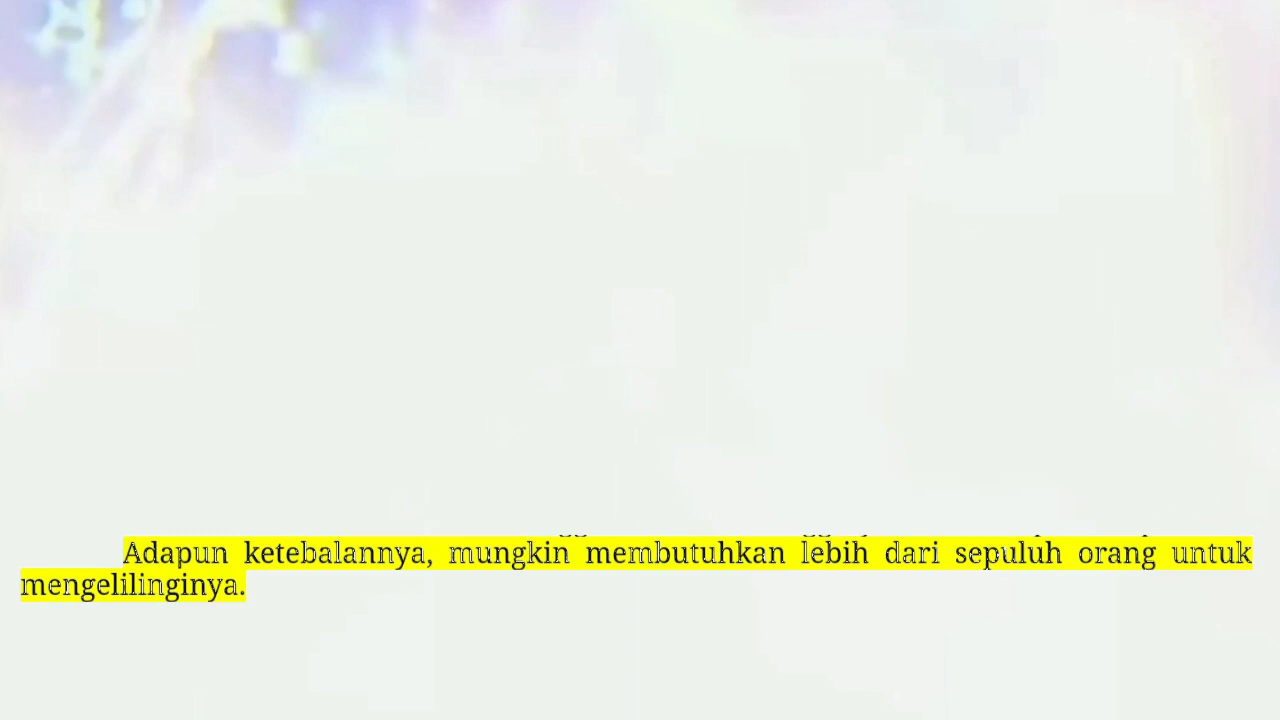 Adapun ketebalannya, mungkin membutuhkan lebih dari sepuluh orang untuk
mengelilinginya.